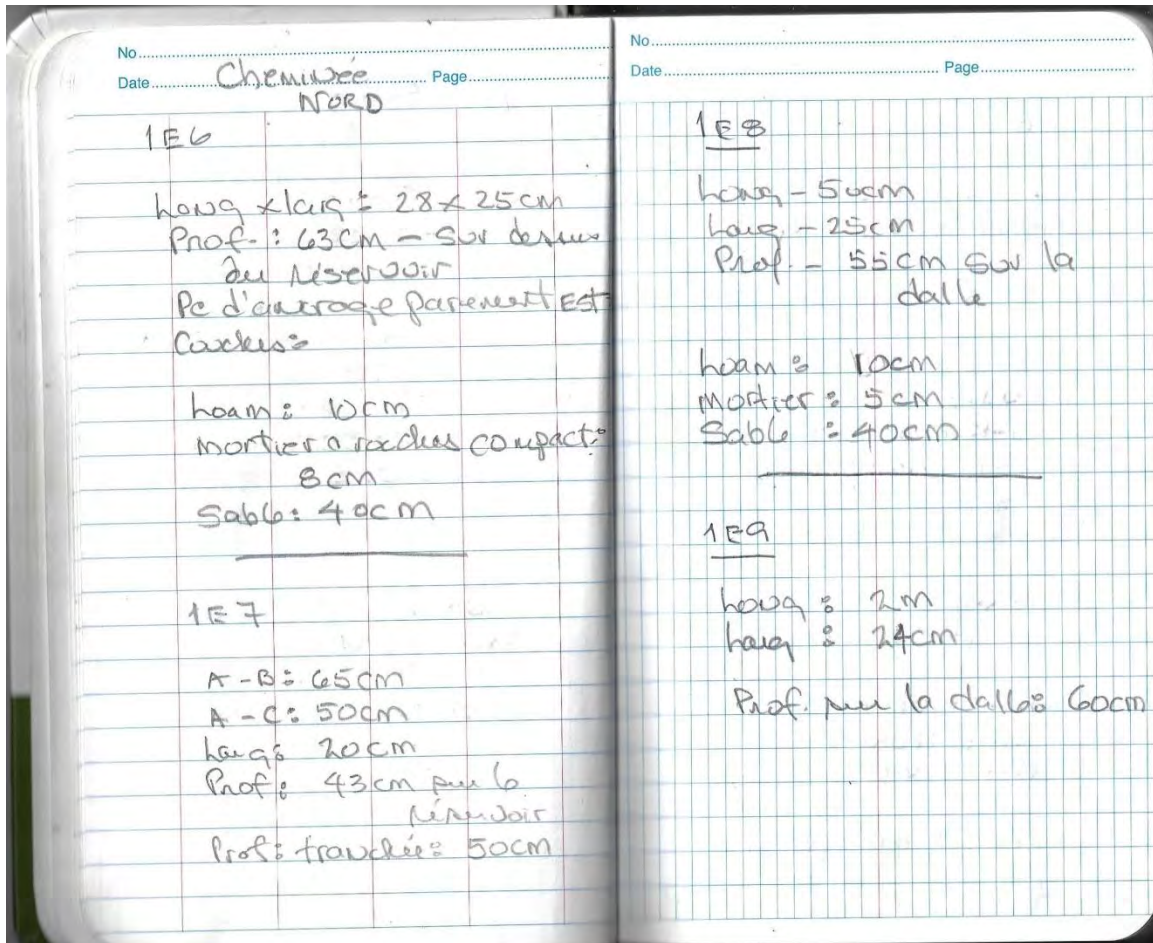 No
Date Cheminée Page
NORD
1E6
Long x larg : 28 x 25 cm
Prof. : 63 cm - sur dessus
du réservoir
Pc d'ancrage parement EST
Couches :
Loam : 10 cm
Mortier à roches compact :
8 cm
Sable : 40 cm
1E7
A-B : 65 cm
A-C : 50 cm
Larg : 20 cm
Prof : 43 cm sur le
réservoir
Prof : tranchée : 50 cm
No
Date Page
1E8
Long - 50 cm
Larg - 25 cm
Prof. - 55 cm sur la
dalle
Loam : 10 cm
Mortier : 5 cm
Sable : 40 cm
1E9
Long : 2 m
Larg : 24 cm
Prof. sur la dalle : 60 cm